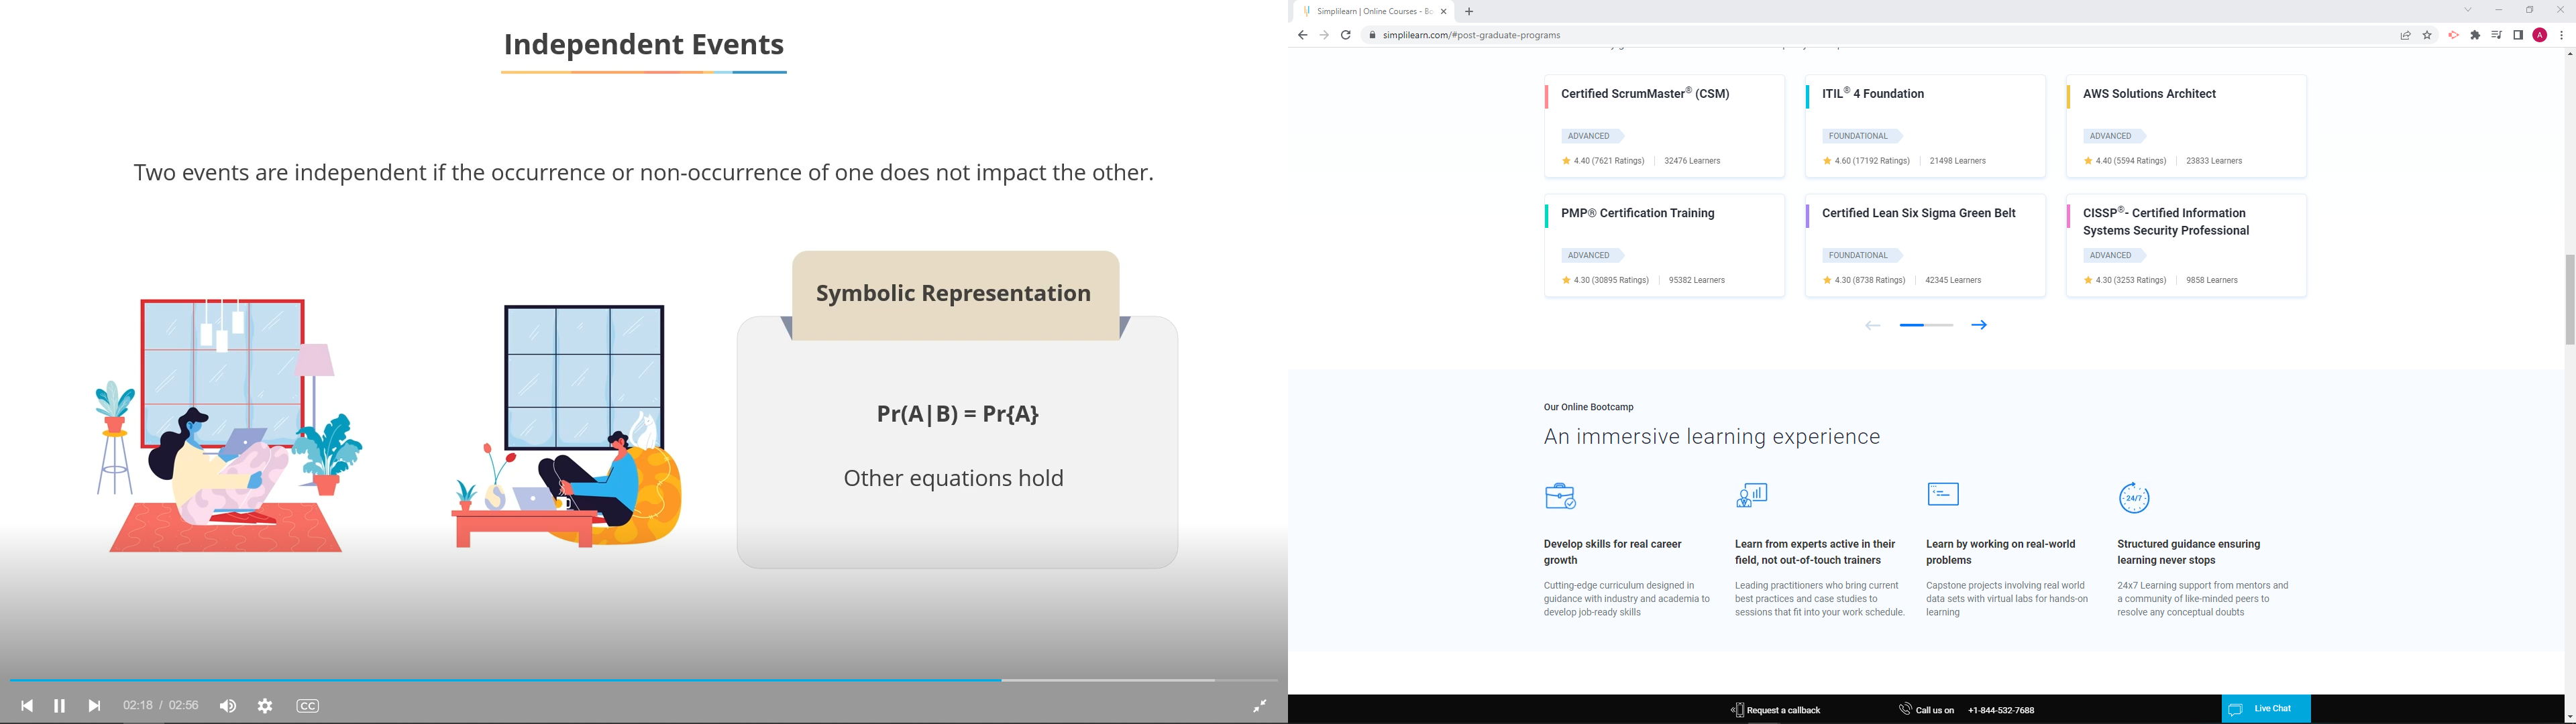 Independent Events
Two events are independent if the occurrence or non-occurrence of one does not impact the other.
Symbolic Representation
Pr(A|B) = Pr{A}
Other equations hold
02:18 / 02:56
CC
Simplilearn | Online Courses - Bo
simplilearn.com/#post-graduate-programs
A
Certified ScrumMaster® (CSM)
ADVANCED
4.40 (7621 Ratings) | 32476 Learners
ITIL® 4 Foundation
FOUNDATIONAL
4.60 (17192 Ratings) | 21498 Learners
AWS Solutions Architect
ADVANCED
4.40 (5594 Ratings) | 23833 Learners
PMP® Certification Training
ADVANCED
4.30 (30895 Ratings) | 95382 Learners
Certified Lean Six Sigma Green Belt
FOUNDATIONAL
4.30 (8738 Ratings) | 42345 Learners
CISSP®- Certified Information
Systems Security Professional
ADVANCED
4.30 (3253 Ratings) | 9858 Learners
Our Online Bootcamp
An immersive learning experience
Develop skills for real career
growth
Cutting-edge curriculum designed in
guidance with industry and academia to
develop job-ready skills
Learn from experts active in their
field, not out-of-touch trainers
Leading practitioners who bring current
best practices and case studies to
sessions that fit into your work schedule.
Learn by working on real-world
problems
Capstone projects involving real world
data sets with virtual labs for hands-on
learning
24/7
Structured guidance ensuring
learning never stops
24x7 Learning support from mentors and
a community of like-minded peers to
resolve any conceptual doubts
Request a callback
Call us on +1-844-532-7688
Live Chat